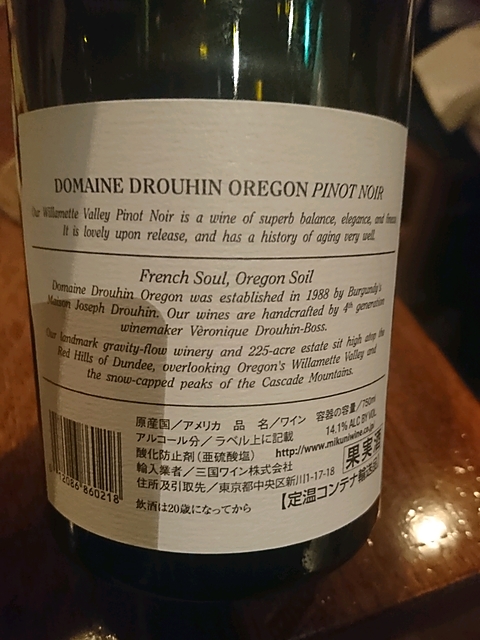 DOMAINE DROUHIN OREGON PINOT NOIR
Our Willamette Valley Pinot Noir is a wine of superb balance, elegance, and
It is lovely upon release, and has a history of aging very well.
French Soul, Oregon Soil
Domaine Drouhin Oregon was established in 1988 by Burgundy's
Maison Joseph Drouhin. Our wines are handcrafted by 4th generation
winemaker Vèronique Drouhin-Boss.
Our landmark gravity-flow winery and 225-acre estate sit high atop the
Red Hills of Dundee, overlooking Oregon's Willamette Valley and
the snow-capped peaks of the Cascade Mountains.
原産国/アメリカ 品 名/ワイン 容器の容量/750ml
アルコール分/ラベル上に記載 14.1% ALC BY VOL
酸化防止剤(亜硫酸塩) http://www.mikuniwine.co.jp
輸入業者/三国ワイン株式会社 果実酒
住所及引取先/東京都中央区新川1-17-18
【定温コンテナ輸送品
飲酒は20歳になってから
12086 860218